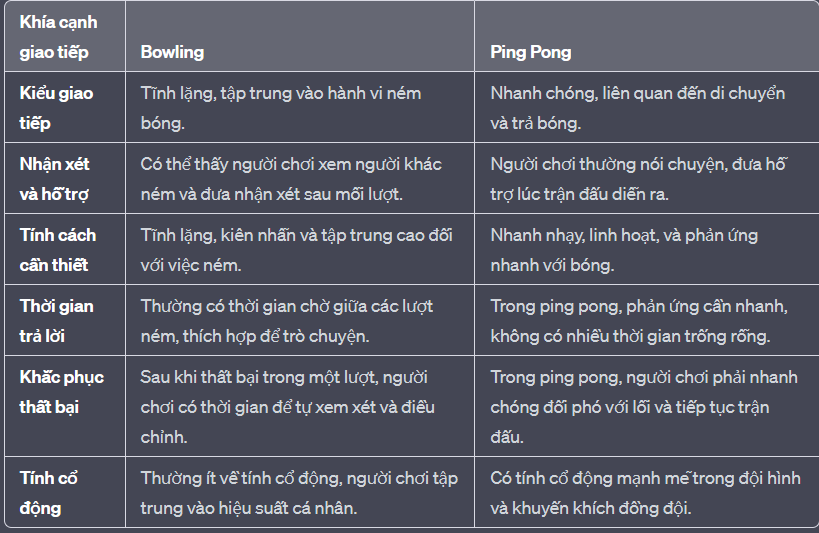 Khía cạnh
giao tiếp
Bowling
Ping Pong
Kiểu giao
tiếp
Tĩnh lặng, tập trung vào hành vi ném
bóng.
Nhanh chóng, liên quan đến di chuyển
và trả bóng.
Nhận xét
và hỗ trợ
Có thể thấy người chơi xem người khác
ném và đưa nhận xét sau mỗi lượt.
Người chơi thường nói chuyện, đưa hỗ
trợ lúc trận đấu diễn ra.
Tính cách
cần thiết
Tĩnh lặng, kiên nhẫn và tập trung cao đối
với việc ném.
Nhanh nhạy, linh hoạt, và phản ứng
nhanh với bóng.
Thời gian
trả lời
Thường có thời gian chờ giữa các lượt
ném, thích hợp để trò chuyện.
Trong ping pong, phản ứng cần nhanh,
không có nhiều thời gian trống rỗng.
Khắc phục
thất bại
Sau khi thất bại trong một lượt, người
chơi có thời gian để tự xem xét và điều
chỉnh.
Trong ping pong, người chơi phải nhanh
chóng đối phó với lỗi và tiếp tục trận
đấu.
Tính cổ
động
Thường ít về tính cổ động, người chơi tập
trung vào hiệu suất cá nhân.
Có tính cổ động mạnh mẽ trong đội hình
và khuyến khích đồng đội.